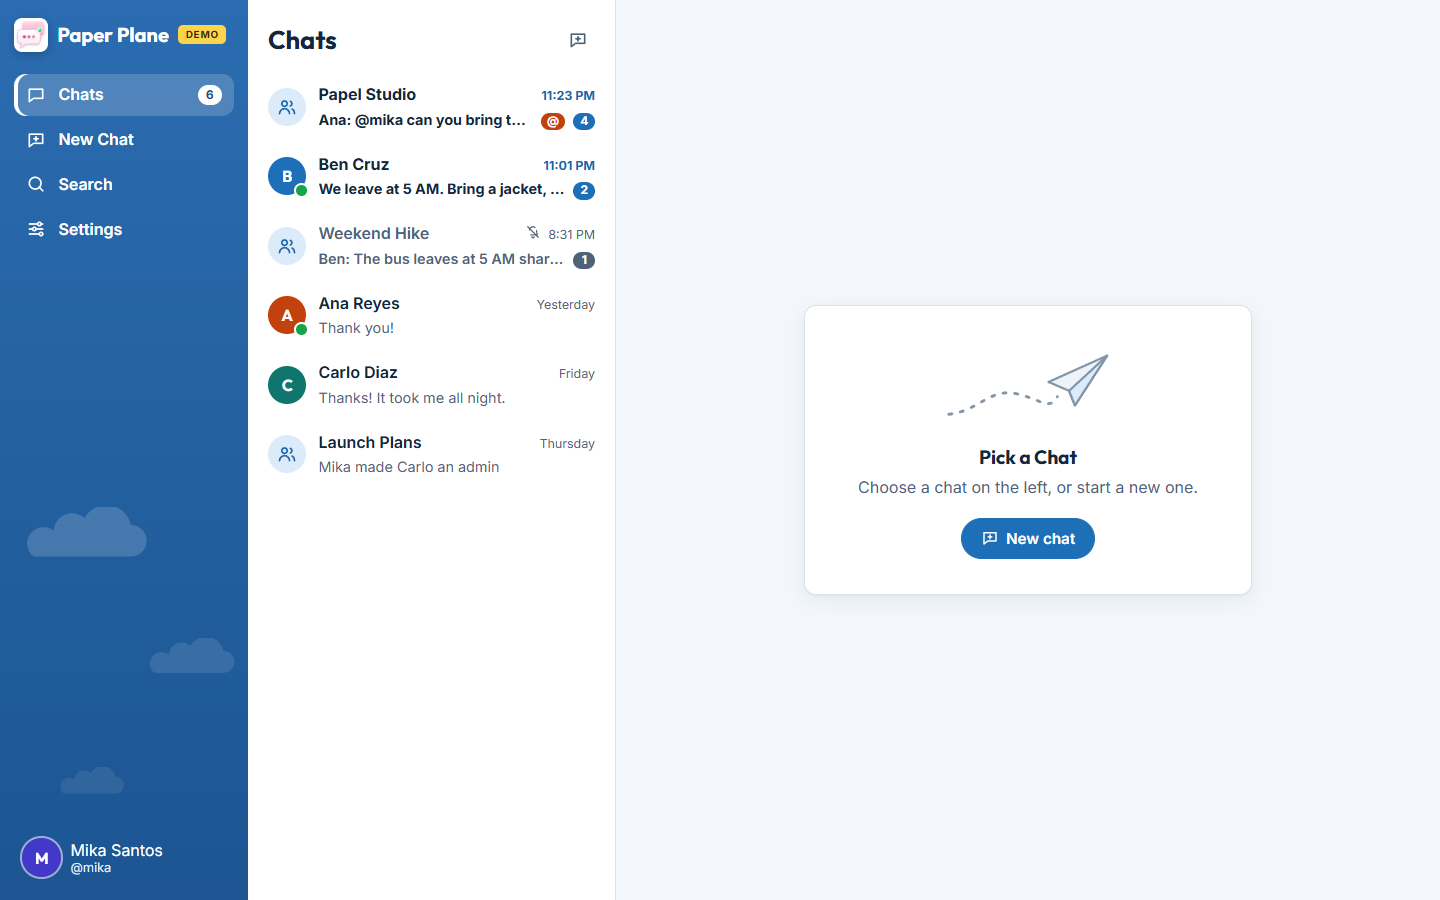 Paper Plane DEMO
Chats 6
New Chat
Search
Settings
M
Mika Santos
@mika
Chats
Papel Studio 11:23 PM
Ana: @mika can you bring t... @ 4
B
Ben Cruz 11:01 PM
We leave at 5 AM. Bring a jacket, ... 2
Weekend Hike 8:31 PM
Ben: The bus leaves at 5 AM shar... 1
A
Ana Reyes Yesterday
Thank you!
C
Carlo Diaz Friday
Thanks! It took me all night.
Launch Plans Thursday
Mika made Carlo an admin
Pick a Chat
Choose a chat on the left, or start a new one.
New chat